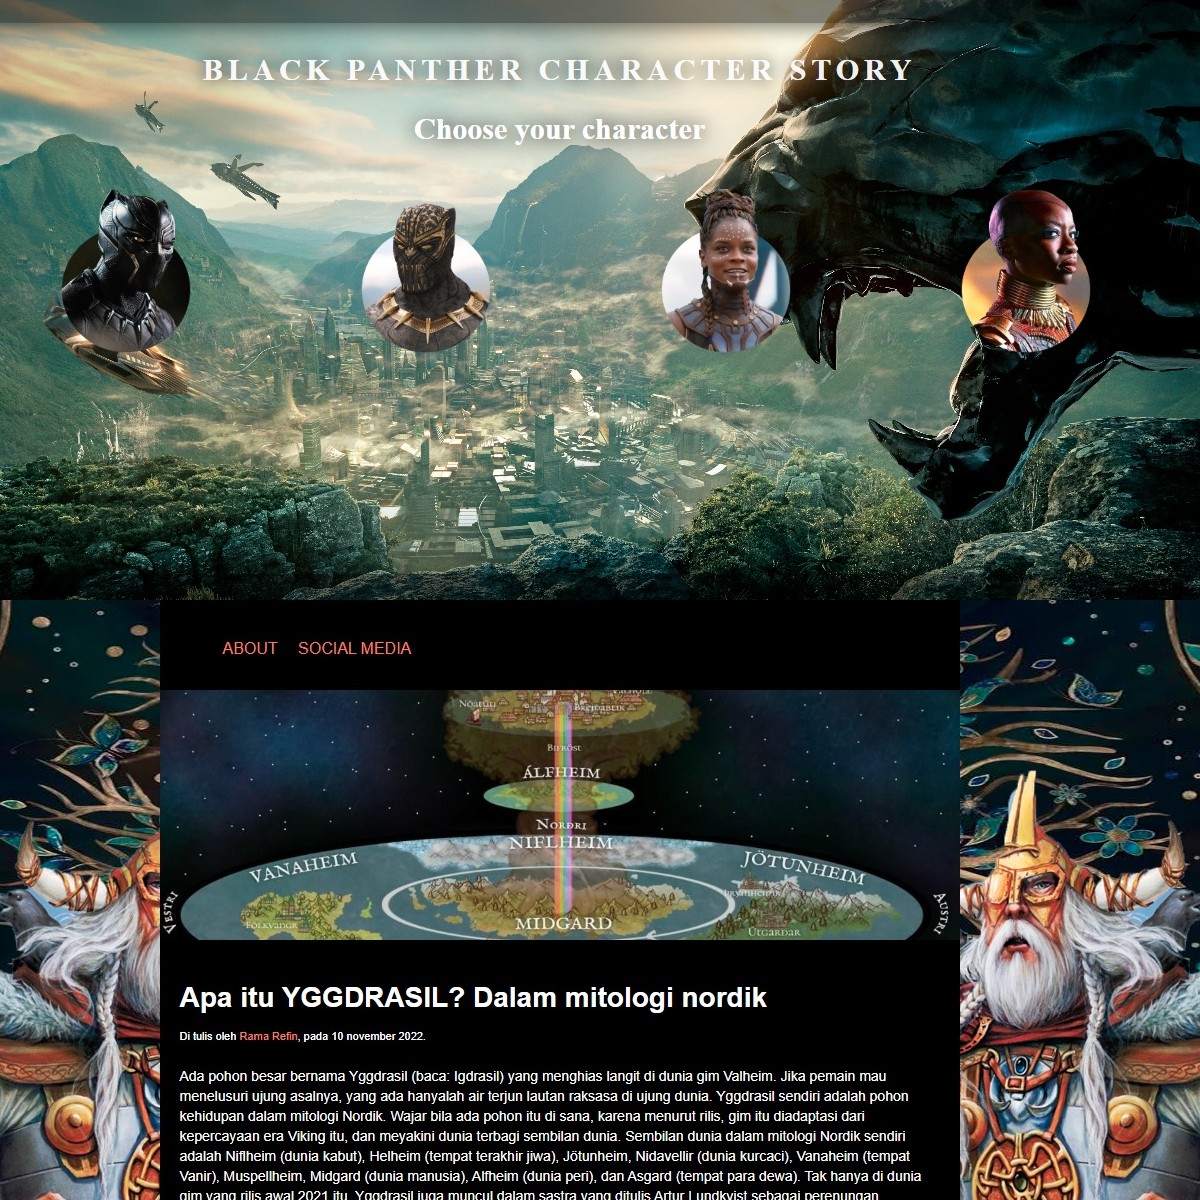 BLACK PANTHER CHARACTER STORY
Choose your character
ABOUT SOCIAL MEDIA
Nóatún
Breiðablik
Bifröst
ÁLFHEIM
Norðri
NIFLHEIM
VANAHEIM
JÖTUNHEIM
Vestri
Austri
Fólkvangr
MIDGARD
Útgarðar
Apa itu YGGDRASIL? Dalam mitologi nordik
Di tulis oleh Rama Refin, pada 10 november 2022.
Ada pohon besar bernama Yggdrasil (baca: Igdrasil) yang menghias langit di dunia gim Valheim. Jika pemain mau
menelusuri ujung asalnya, yang ada hanyalah air terjun lautan raksasa di ujung dunia. Yggdrasil sendiri adalah pohon
kehidupan dalam mitologi Nordik. Wajar bila ada pohon itu di sana, karena menurut rilis, gim itu diadaptasi dari
kepercayaan era Viking itu, dan meyakini dunia terbagi sembilan dunia. Sembilan dunia dalam mitologi Nordik sendiri
adalah Niflheim (dunia kabut), Helheim (tempat terakhir jiwa), Jötunheim, Nidavellir (dunia kurcaci), Vanaheim (tempat
Vanir), Muspellheim, Midgard (dunia manusia), Alfheim (dunia peri), dan Asgard (tempat para dewa). Tak hanya di dunia
gim yang rilis awal 2021 itu, Yggdrasil juga muncul dalam sastra yang ditulis Artur Lundkvist sebagai perenungan